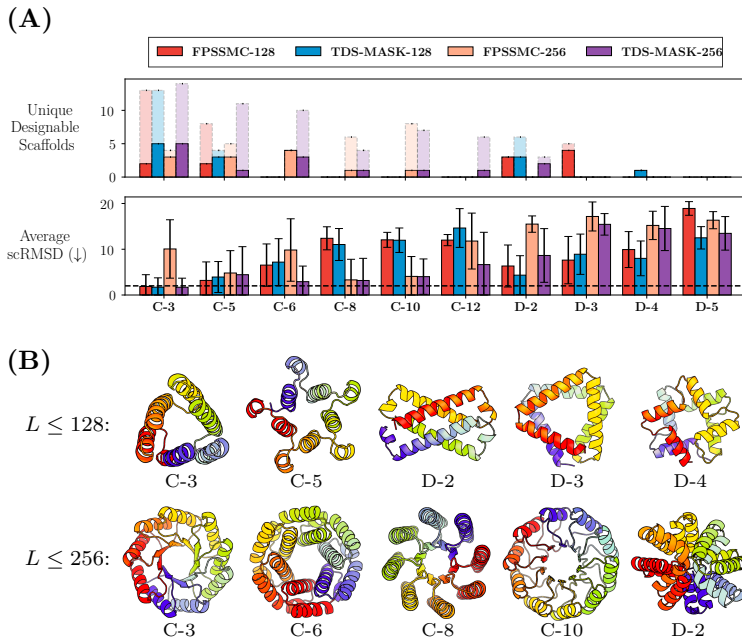 (A)
FPSSMC-128 TDS-MASK-128 FPSSMC-256 TDS-MASK-256
Unique
Designable
Scaffolds
10
5
0
Average
scRMSD (↓)
20
10
0
C-3 C-5 C-6 C-8 C-10 C-12 D-2 D-3 D-4 D-5
(B)
L ≤ 128:
C-3 C-5 D-2 D-3 D-4
L ≤ 256:
C-3 C-6 C-8 C-10 D-2